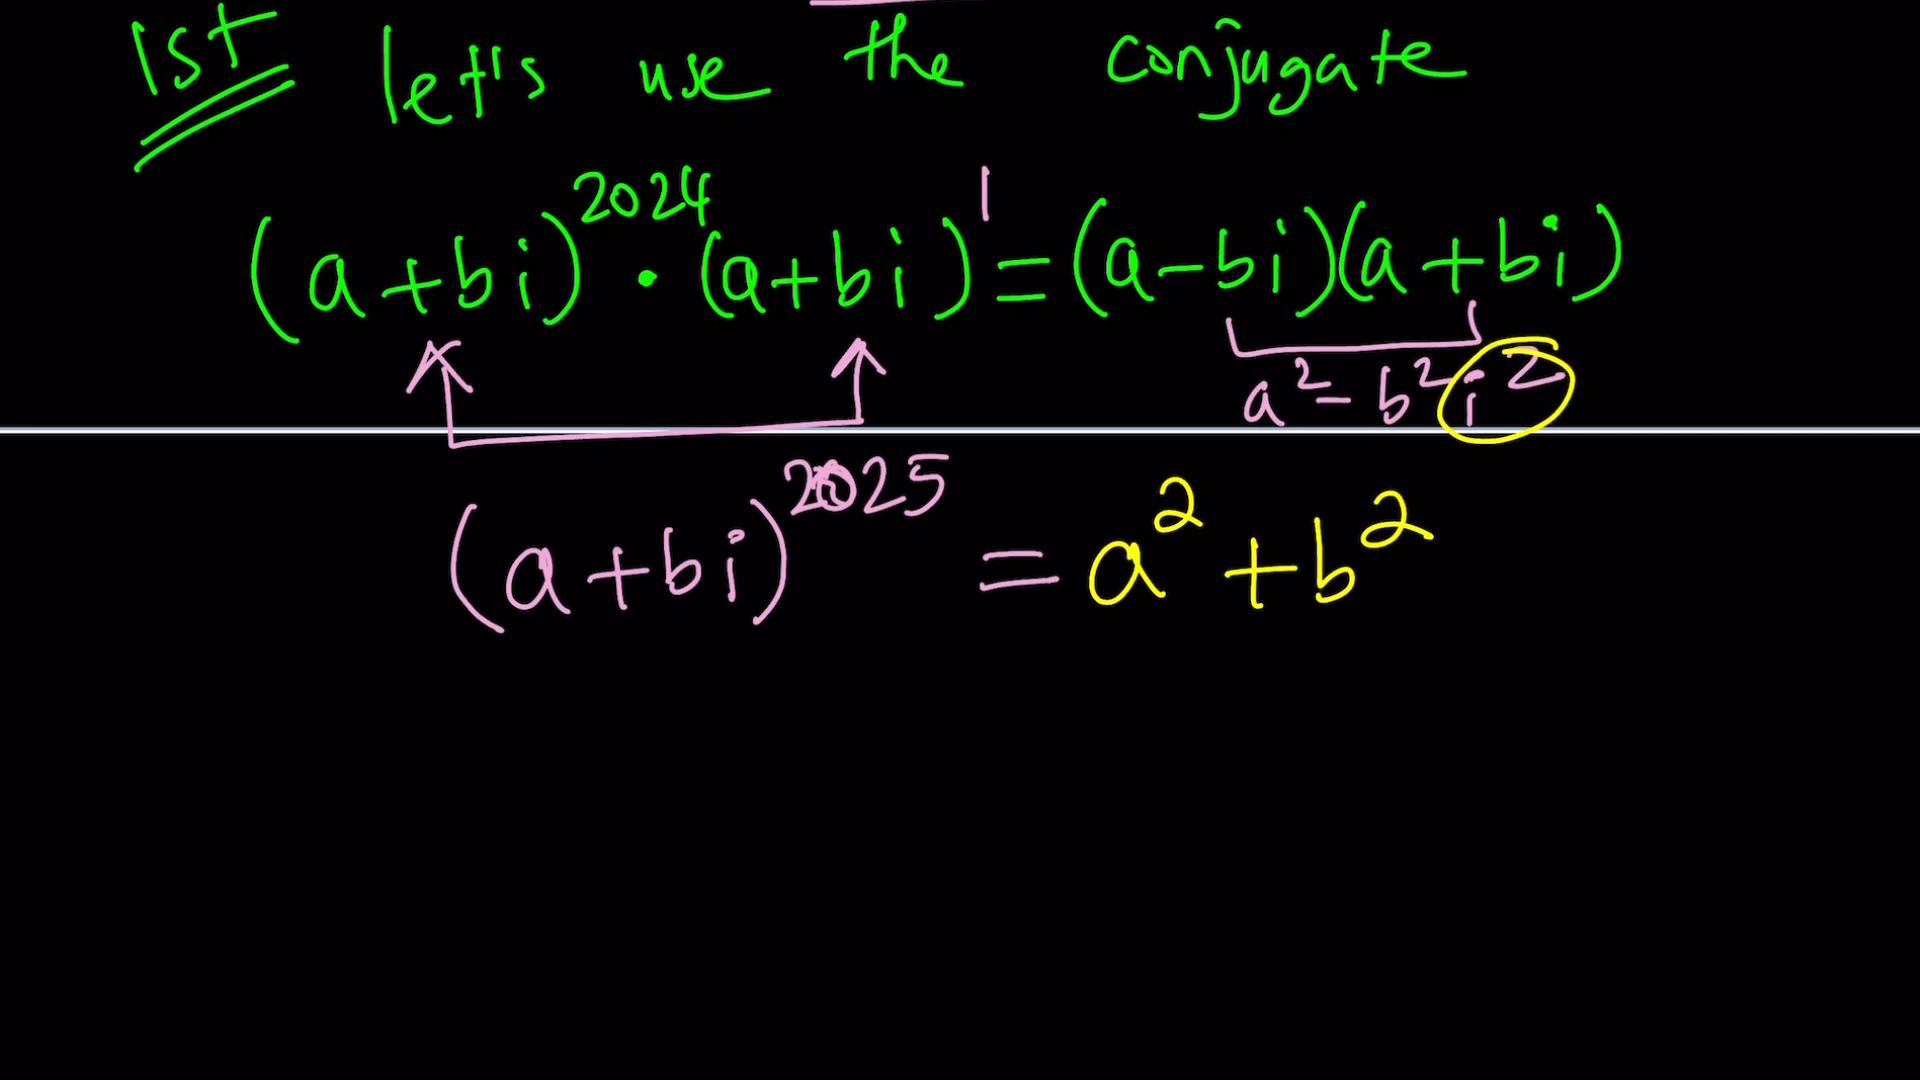 1st let's use the conjugate
(a+bi)^2024 · (a+bi)^1 = (a-bi)(a+bi)
a^2 - b^2 i^2
(a+bi)^2025 = a^2 + b^2